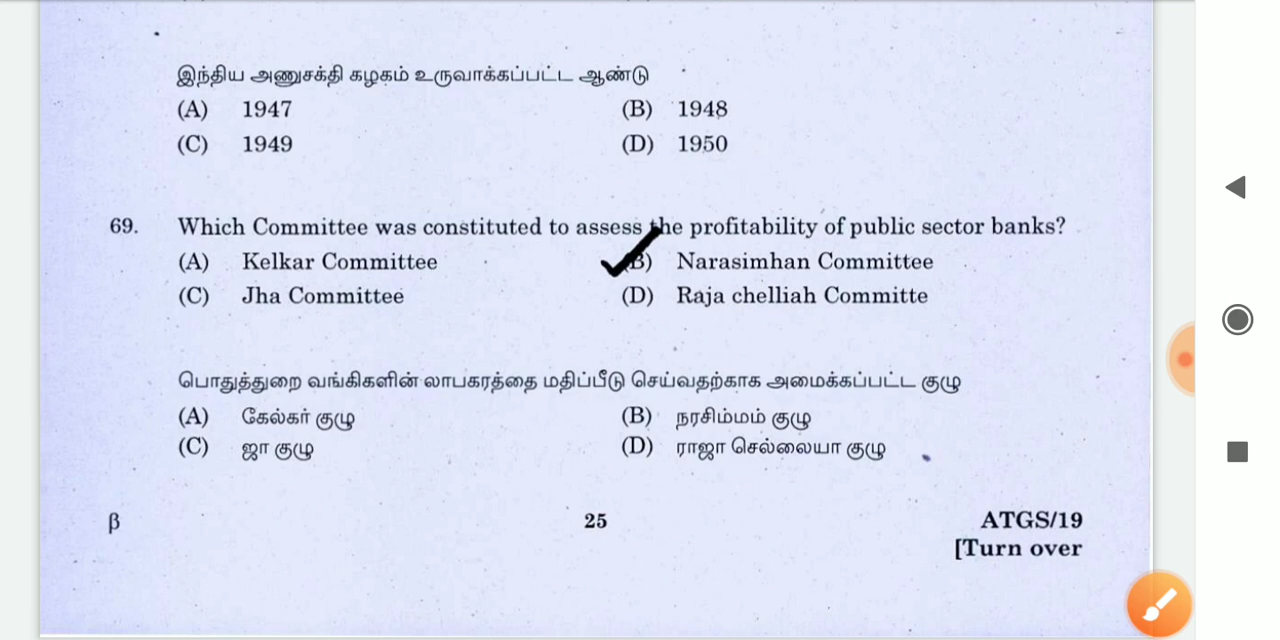 இந்திய அணுசக்தி கழகம் உருவாக்கப்பட்ட ஆண்டு
(A) 1947 (B) 1948
(C) 1949 (D) 1950
69. Which Committee was constituted to assess the profitability of public sector banks?
(A) Kelkar Committee (B) Narasimhan Committee
(C) Jha Committee (D) Raja chelliah Committe
பொதுத்துறை வங்கிகளின் லாபகரத்தை மதிப்பீடு செய்வதற்காக அமைக்கப்பட்ட குழு
(A) கேல்கர் குழு (B) நரசிம்மம் குழு
(C) ஜா குழு (D) ராஜா செல்லையா குழு
β 25 ATGS/19
[Turn over